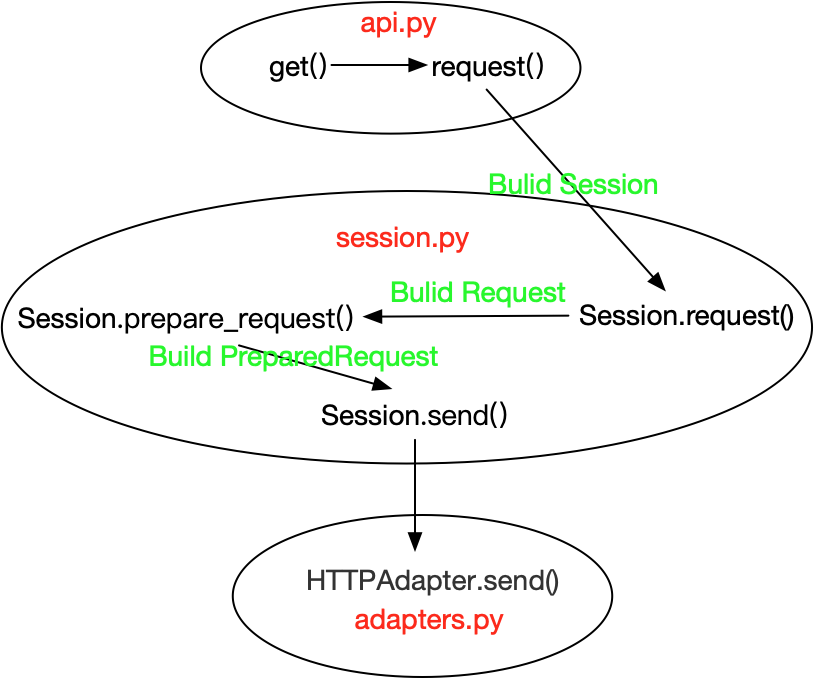 api.py
get() request()
Bulid Session
session.py
Bulid Request
Session.prepare_request() Session.request()
Build PreparedRequest
Session.send()
HTTPAdapter.send()
adapters.py